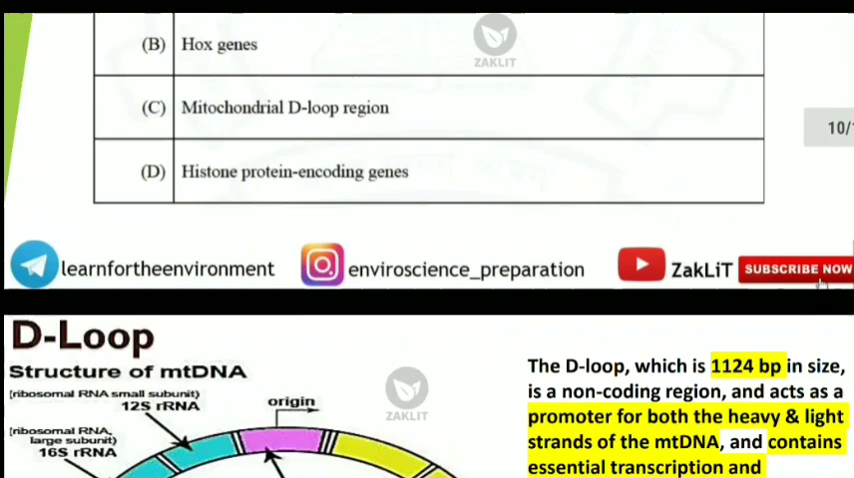 ZAKLIT
(B) Hox genes
(C) Mitochondrial D-loop region
(D) Histone protein-encoding genes
10/
learnfortheenvironment
enviroscience_preparation
ZakLiT SUBSCRIBE NOW
D-Loop
Structure of mtDNA
(ribosomal RNA small subunit)
12S rRNA
origin
ZAKLIT
(ribosomal RNA,
large subunit)
16S rRNA
The D-loop, which is 1124 bp in size,
is a non-coding region, and acts as a
promoter for both the heavy & light
strands of the mtDNA, and contains
essential transcription and